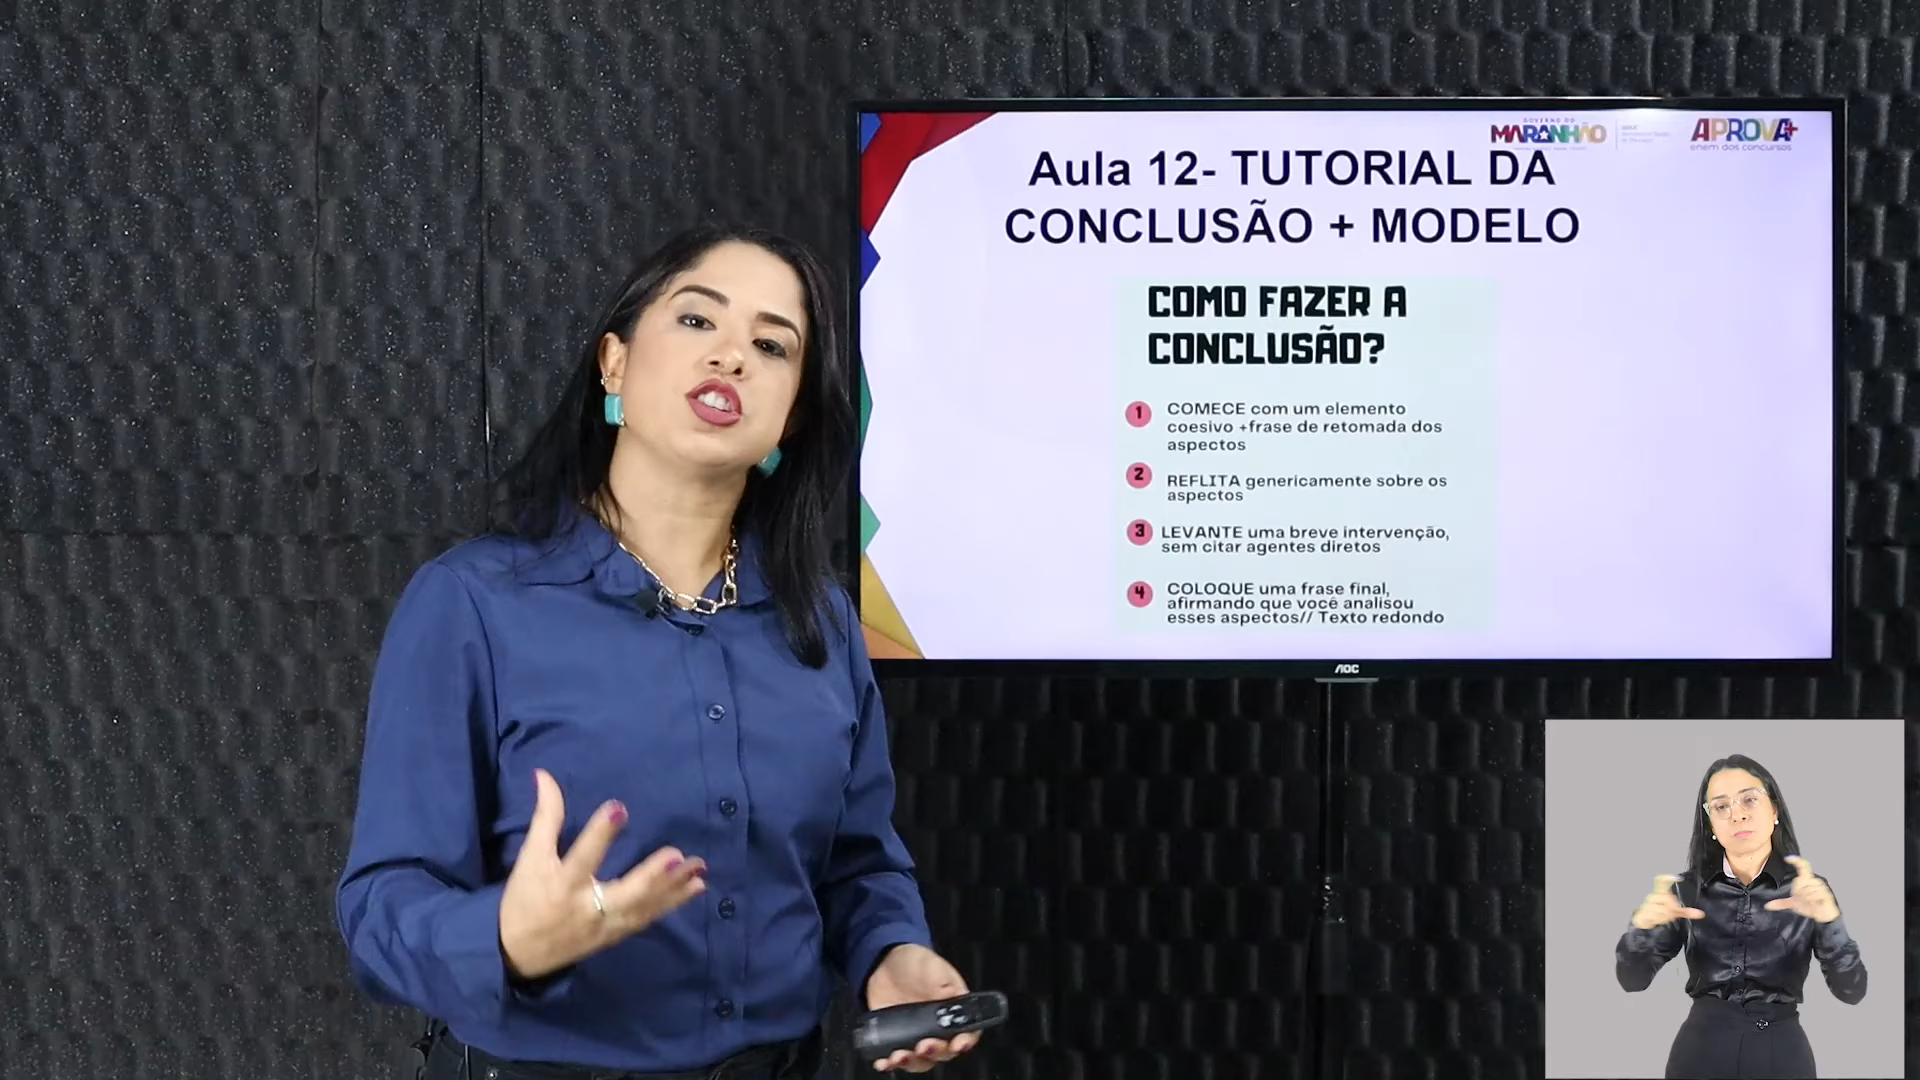 GOVERNO DO
MARANHÃO
APROVA+
enem dos concursos
Aula 12- TUTORIAL DA
CONCLUSÃO + MODELO
COMO FAZER A
CONCLUSÃO?
1 COMECE com um elemento
coesivo +frase de retomada dos
aspectos
2 REFLITA genericamente sobre os
aspectos
3 LEVANTE uma breve intervenção,
sem citar agentes diretos
4 COLOQUE uma frase final,
afirmando que você analisou
esses aspectos// Texto redondo
AOC